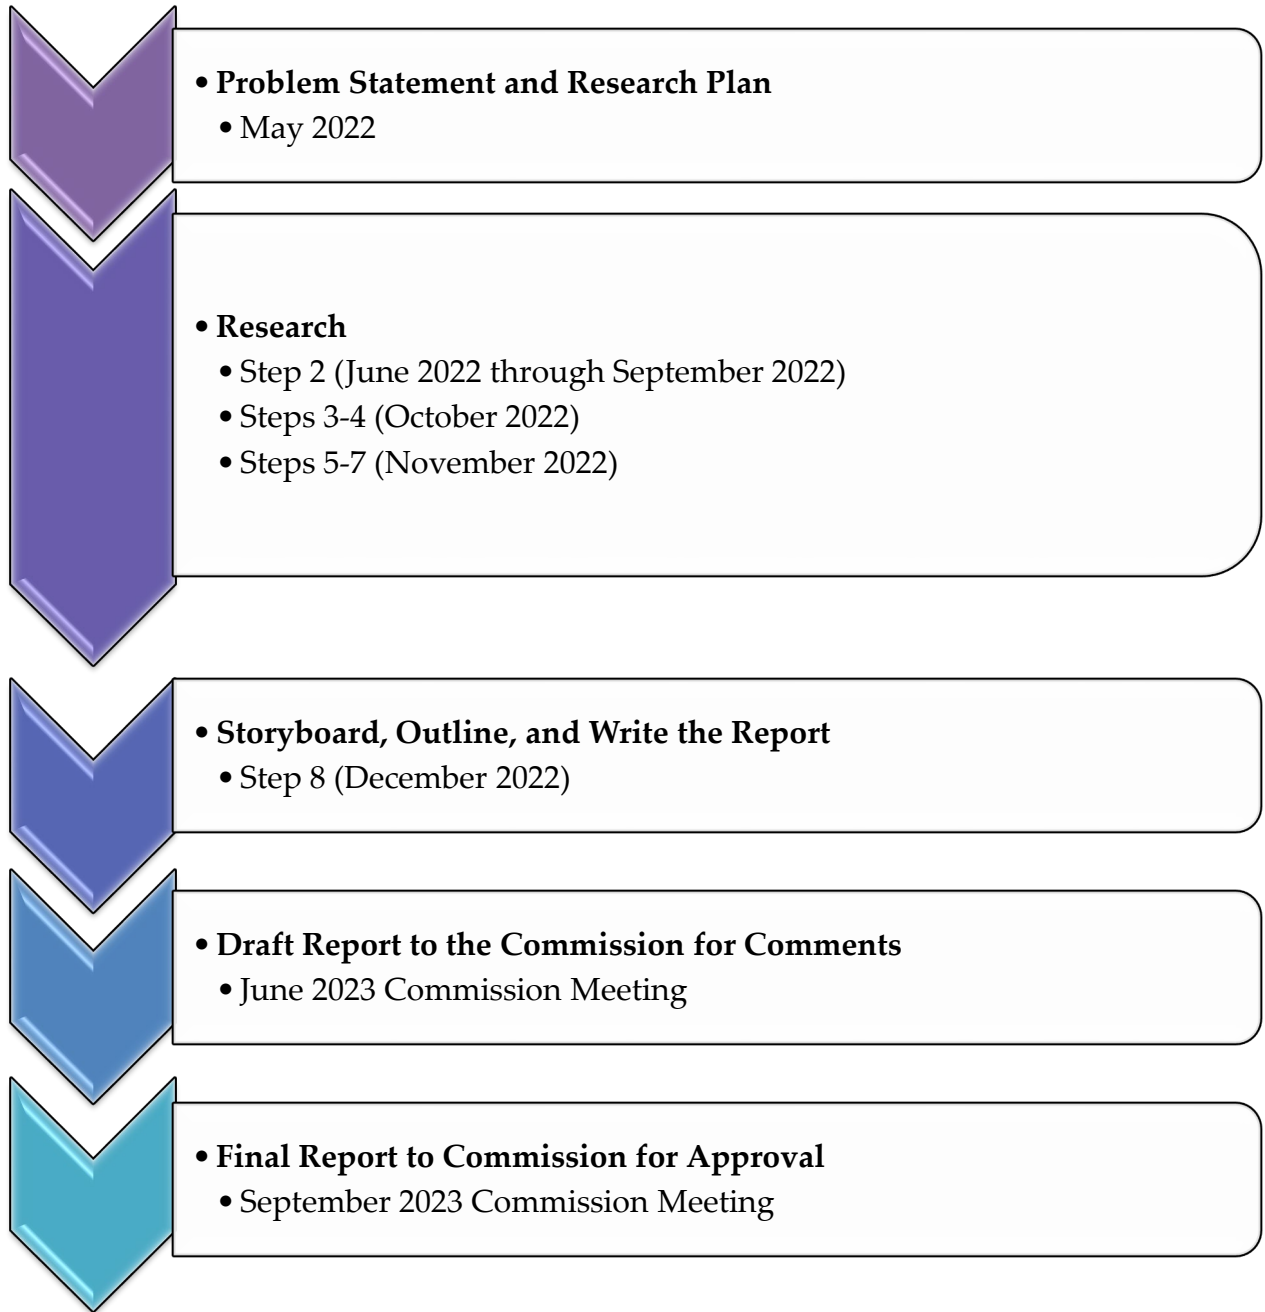 • Problem Statement and Research Plan
• May 2022
• Research
• Step 2 (June 2022 through September 2022)
• Steps 3-4 (October 2022)
• Steps 5-7 (November 2022)
• Storyboard, Outline, and Write the Report
• Step 8 (December 2022)
• Draft Report to the Commission for Comments
• June 2023 Commission Meeting
• Final Report to Commission for Approval
• September 2023 Commission Meeting